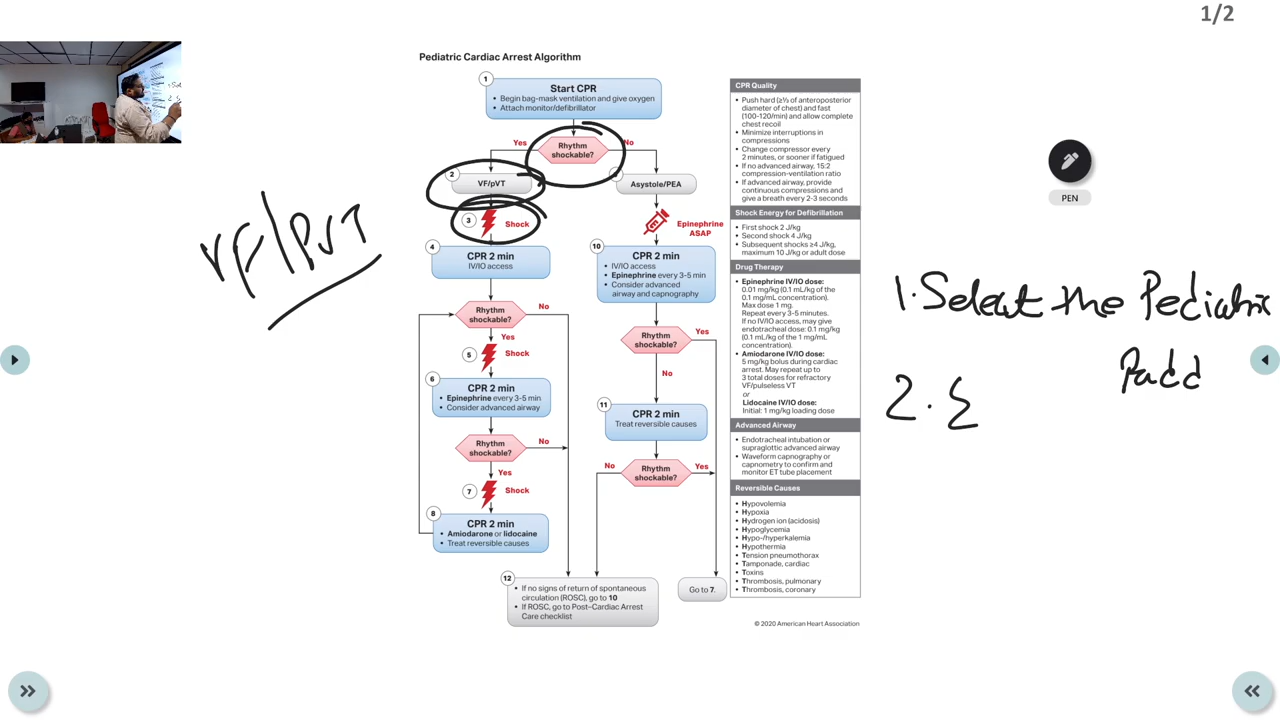 1/2
Pediatric Cardiac Arrest Algorithm
1
Start CPR
• Begin bag-mask ventilation and give oxygen
• Attach monitor/defibrillator
Yes
Rhythm
shockable?
No
2
VF/pVT
Asystole/PEA
3
Shock
Epinephrine
ASAP
4
CPR 2 min
IV/IO access
10
CPR 2 min
• IV/IO access
• Epinephrine every 3-5 min
• Consider advanced
airway and capnography
Rhythm
shockable?
No
Yes
5
Shock
Rhythm
shockable?
Yes
No
6
CPR 2 min
• Epinephrine every 3-5 min
• Consider advanced airway
11
CPR 2 min
Treat reversible causes
Rhythm
shockable?
No
Yes
7
Shock
No
Rhythm
shockable?
Yes
8
CPR 2 min
• Amiodarone or lidocaine
• Treat reversible causes
12
• If no signs of return of spontaneous
circulation (ROSC), go to 10
• If ROSC, go to Post–Cardiac Arrest
Care checklist
Go to 7.
CPR Quality
• Push hard (≥⅓ of anteroposterior
diameter of chest) and fast
(100-120/min) and allow complete
chest recoil
• Minimize interruptions in
compressions
• Change compressor every
2 minutes, or sooner if fatigued
• If no advanced airway, 15:2
compression-ventilation ratio
• If advanced airway, provide
continuous compressions and
give a breath every 2-3 seconds
Shock Energy for Defibrillation
• First shock 2 J/kg
• Second shock 4 J/kg
• Subsequent shocks ≥4 J/kg,
maximum 10 J/kg or adult dose
Drug Therapy
• Epinephrine IV/IO dose:
0.01 mg/kg (0.1 mL/kg of the
0.1 mg/mL concentration).
Max dose 1 mg.
Repeat every 3-5 minutes.
If no IV/IO access, may give
endotracheal dose: 0.1 mg/kg
(0.1 mL/kg of the 1 mg/mL
concentration).
• Amiodarone IV/IO dose:
5 mg/kg bolus during cardiac
arrest. May repeat up to
3 total doses for refractory
VF/pulseless VT
or
Lidocaine IV/IO dose:
Initial: 1 mg/kg loading dose
Advanced Airway
• Endotracheal intubation or
supraglottic advanced airway
• Waveform capnography or
capnometry to confirm and
monitor ET tube placement
Reversible Causes
• Hypovolemia
• Hypoxia
• Hydrogen ion (acidosis)
• Hypoglycemia
• Hypo-/hyperkalemia
• Hypothermia
• Tension pneumothorax
• Tamponade, cardiac
• Toxins
• Thrombosis, pulmonary
• Thrombosis, coronary
© 2020 American Heart Association
VF/PVT
PEN
1. Select the Pediatric
Padd
2.